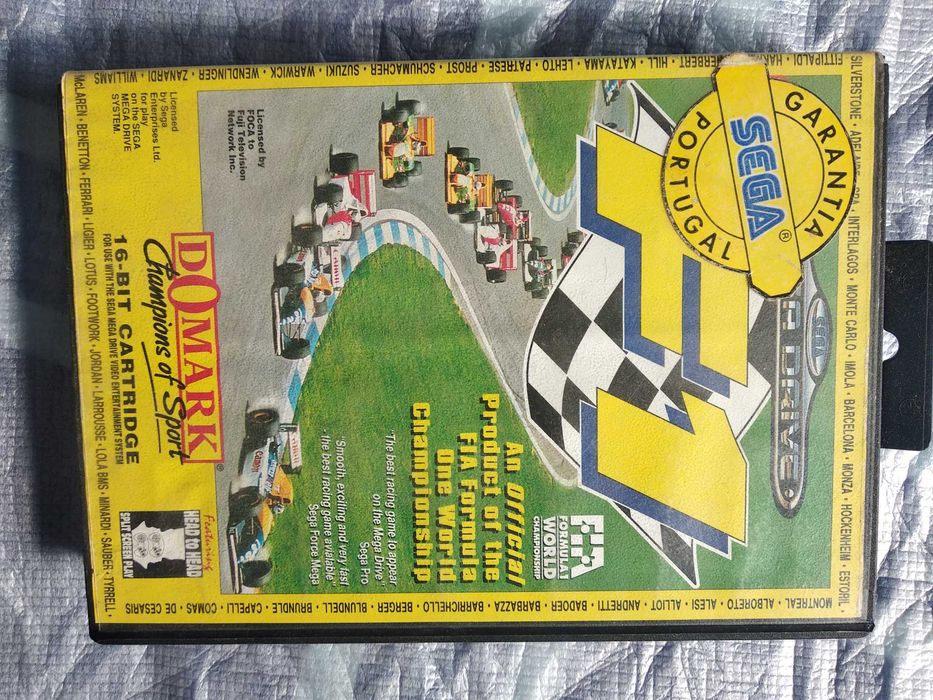 SILVERSTONE · INTERLAGOS · MONTE CARLO · IMOLA · BARCELONA · MONZA · HOCKENHEIM · ESTORIL ·
GARANTIA
SEGA®
PORTUGAL
SEGA
DRIVE
F1
FIA
FORMULA 1
WORLD
CHAMPIONSHIP
An Official
Product of the
FIA Formula
One World
Championship
"The best racing game to appear
on the Mega Drive"
Sega Pro
"Smooth, exciting and very fast
- the best racing game avialable"
Sega Force Mega
Licensed by
FOCA to
Fuji Television
Network Inc.
Canon
Licensed
by Sega
Enterprises Ltd.
for play
on the SEGA
MEGA DRIVE
SYSTEM.
DOMARK®
Champions of Sport
16-BIT CARTRIDGE
FOR USE WITH THE SEGA MEGA DRIVE VIDEO ENTERTAINMENT SYSTEM
Featuring
HEAD TO HEAD
SPLIT SCREEN PLAY
FITTIPALDI · HERBERT · HILL · KATAYAMA · LEHTO · PATRESE · PROST · SCHUMACHER · SUZUKI · WARWICK · WENDLINGER · ZANARDI · WILLIAMS
MONTREAL · ALBORETO · ALESI · ALLIOT · ANDRETTI · BADOER · BARBAZZA · BARRICHELLO · BERGER · BLUNDELL · BRUNDLE · CAPELLI · COMAS · DE CESARIS
McLAREN · BENETTON · FERRARI · LIGIER · LOTUS · FOOTWORK · JORDAN · LARROUSSE · LOLA BMS · MINARDI · SAUBER · TYRRELL ·